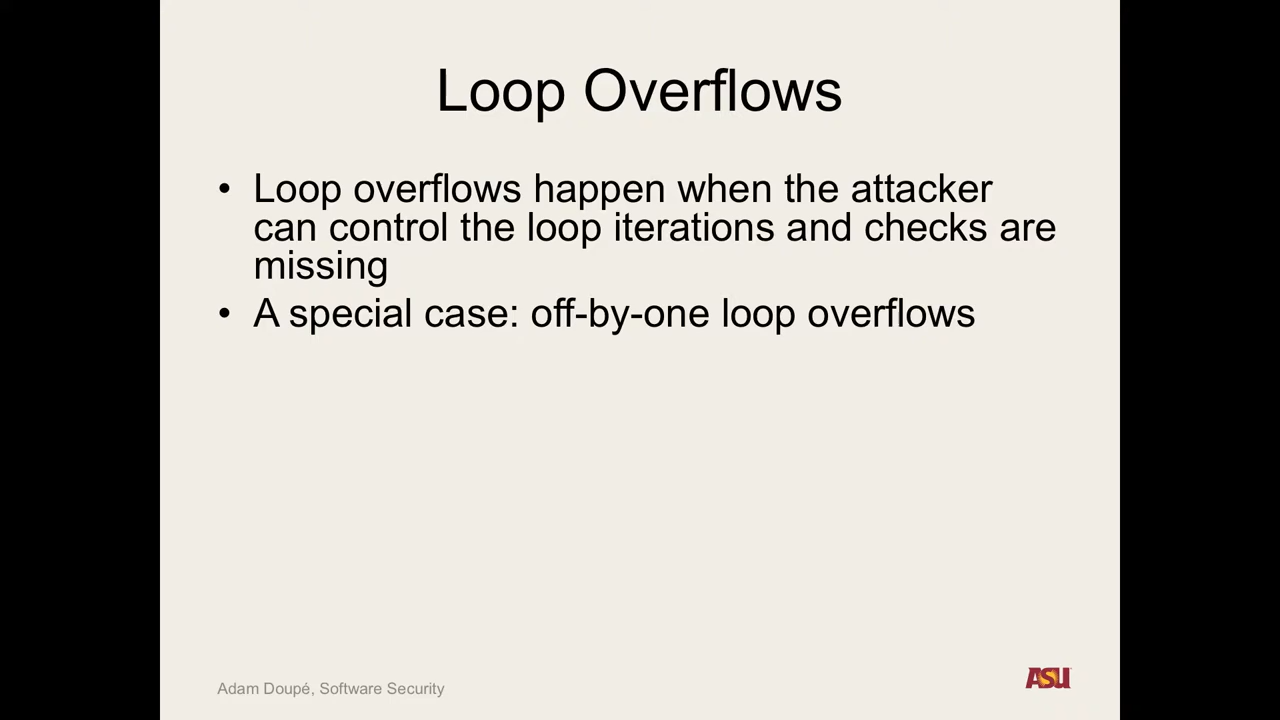 Loop Overflows
• Loop overflows happen when the attacker
can control the loop iterations and checks are
missing
• A special case: off-by-one loop overflows
Adam Doupé, Software Security
ASU